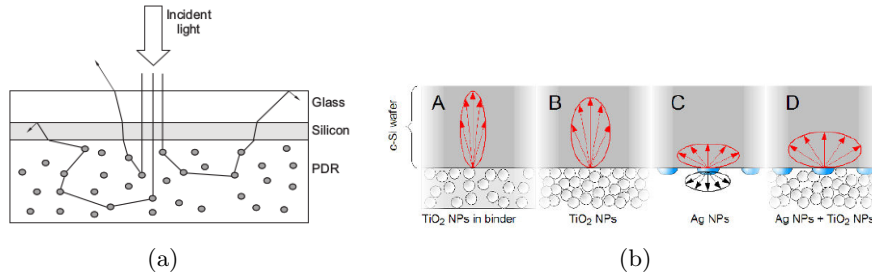 Incident
light
Glass
Silicon
PDR
(a)
c-Si wafer
A
B
C
D
TiO2 NPs in binder
TiO2 NPs
Ag NPs
Ag NPs + TiO2 NPs
(b)